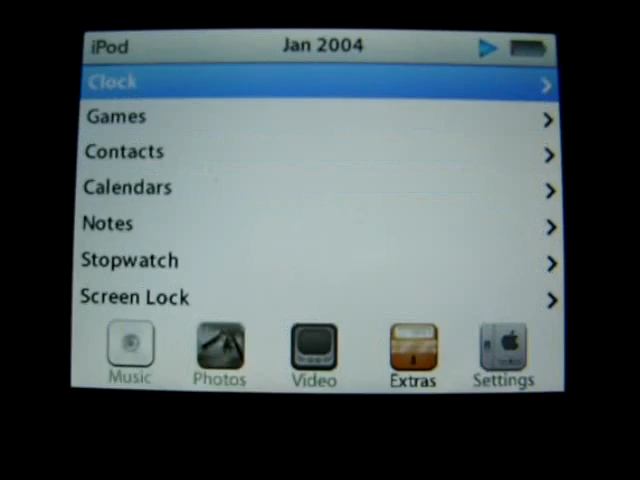 iPod Jan 2004
Clock
Games
Contacts
Calendars
Notes
Stopwatch
Screen Lock
Music Photos Video Extras Settings